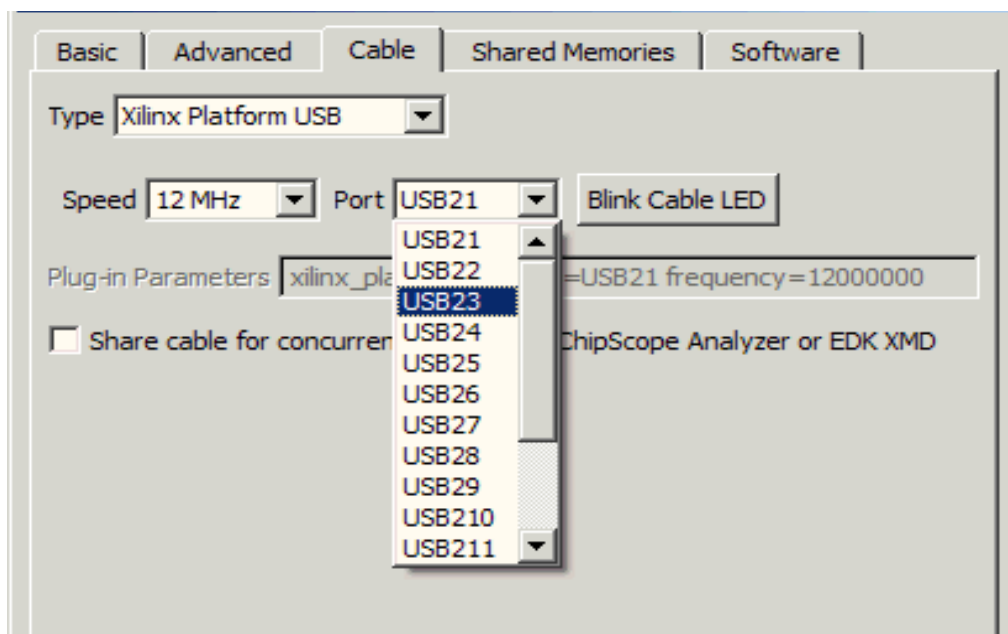 Basic Advanced Cable Shared Memories Software
Type Xilinx Platform USB
Speed 12 MHz Port USB21 Blink Cable LED
USB21
USB22
Plug-in Parameters xilinx_pla =USB21 frequency=12000000
USB23
USB24
Share cable for concurren ChipScope Analyzer or EDK XMD
USB25
USB26
USB27
USB28
USB29
USB210
USB211